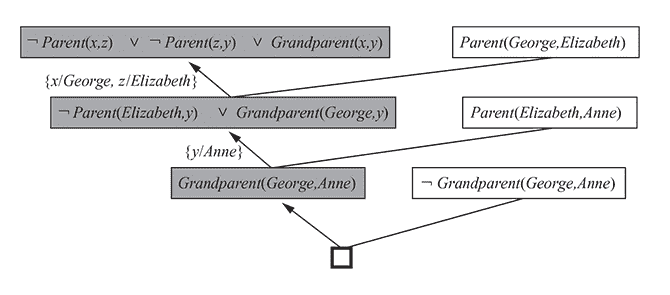 ¬ Parent(x,z) ∨ ¬ Parent(z,y) ∨ Grandparent(x,y)
Parent(George,Elizabeth)
{x/George, z/Elizabeth}
¬ Parent(Elizabeth,y) ∨ Grandparent(George,y)
Parent(Elizabeth,Anne)
{y/Anne}
Grandparent(George,Anne)
¬ Grandparent(George,Anne)